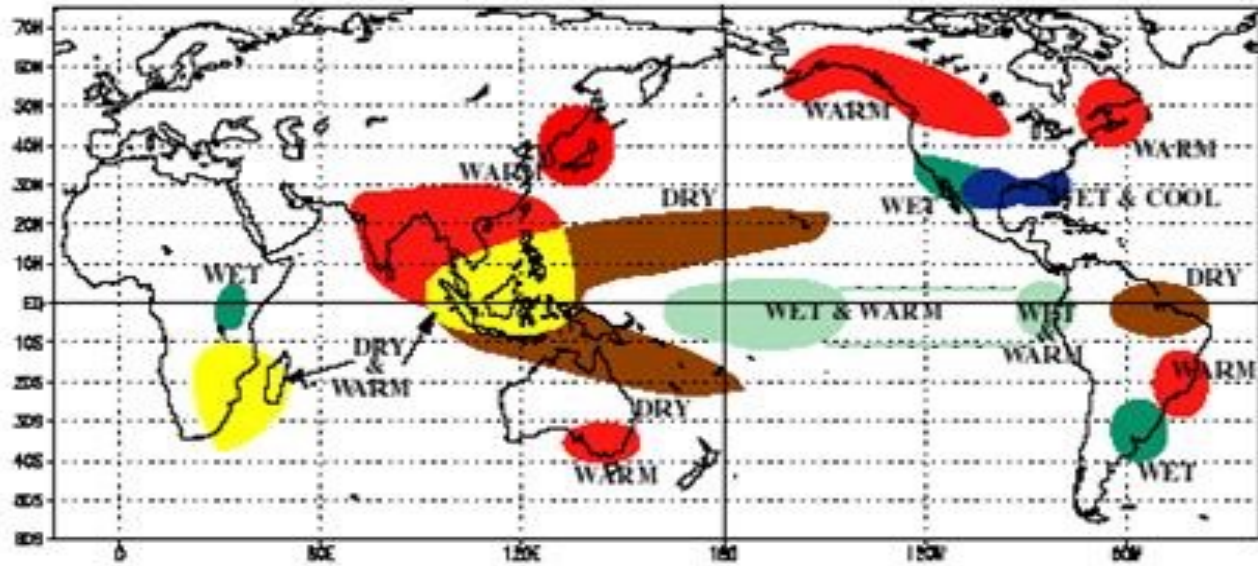 70N
60N
50N
40N
30N
20N
10N
EQ
10S
20S
30S
40S
50S
60S
0
60E
120E
180
120W
60W
WARM
WARM
WARM
DRY
WET
WET & COOL
WET
DRY
WET & WARM
WET
&
WARM
DRY
&
WARM
WARM
DRY
WARM
WET